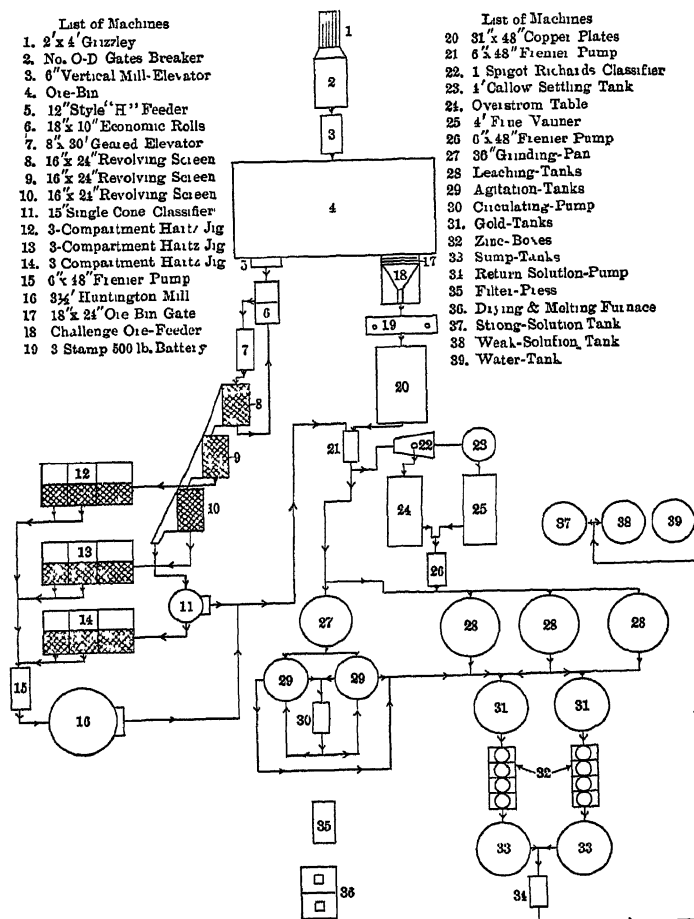 List of Machines
1. 2'x 4' Grizzley
2. No. O-D Gates Breaker
3. 6" Vertical Mill-Elevator
4. Ore-Bin
5. 12" Style "H" Feeder
6. 18"x 10" Economic Rolls
7. 8"x 30' Geared Elevator
8. 16"x 24" Revolving Screen
9. 16"x 24" Revolving Screen
10. 16"x 24" Revolving Screen
11. 15" Single Cone Classifier
12. 3-Compartment Hartz Jig
13 3-Compartment Hartz Jig
14. 3 Compartment Hartz Jig
15 6"x 48" Frenier Pump
16 3½' Huntington Mill
17 18"x 24" Ore Bin Gate
18 Challenge Ore-Feeder
19 3 Stamp 500 lb. Battery
List of Machines
20 31"x 48" Copper Plates
21 6"x 48" Frenier Pump
22. 1 Spigot Richards Classifier
23. 4' Callow Settling Tank
24. Overstrom Table
25 4' Frue Vanner
26 6"x 48" Frenier Pump
27 36" Grinding-Pan
28 Leaching-Tanks
29 Agitation-Tanks
30 Circulating-Pump
31. Gold-Tanks
32 Zinc-Boxes
33 Sump-Tanks
34 Return Solution-Pump
35 Filter-Press
36. Drying & Melting Furnace
37. Strong-Solution Tank
38 Weak-Solution Tank
39. Water-Tank
1
2
3
4
5
17
18
6
19
7
20
8
21
22
23
9
12
10
24
25
37
38
39
13
26
11
14
27
28
28
28
15
29
29
16
30
31
31
32
35
33
33
36
34